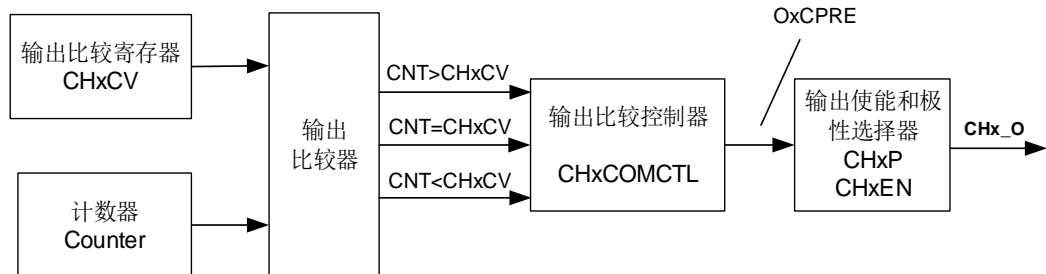 OxCPRE
输出比较寄存器
CHxCV
计数器
Counter
输出
比较器
CNT>CHxCV
CNT=CHxCV
CNT<CHxCV
输出比较控制器
CHxCOMCTL
输出使能和极
性选择器
CHxP
CHxEN
CHx_O